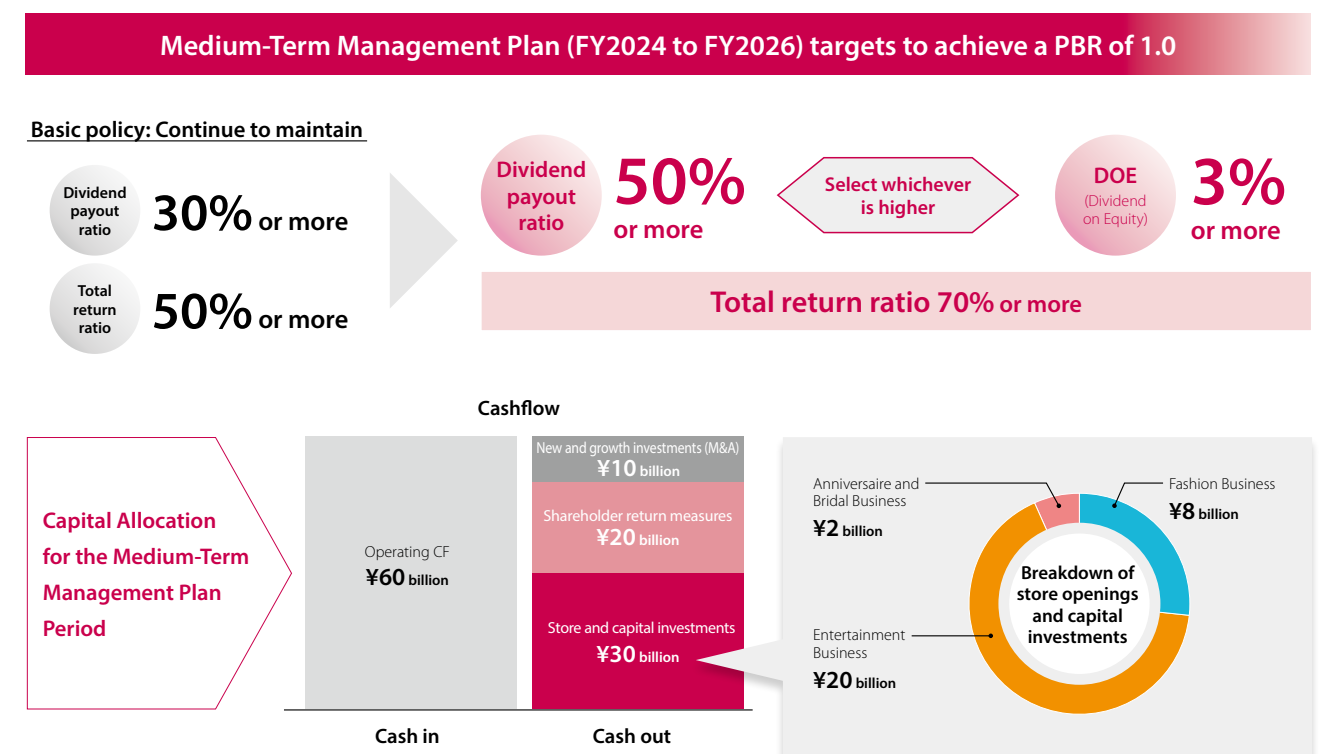 Medium-Term Management Plan (FY2024 to FY2026) targets to achieve a PBR of 1.0
Basic policy: Continue to maintain
Dividend
payout
ratio
30% or more
Total
return
ratio
50% or more
Dividend
payout
ratio
50%
or more
Select whichever
is higher
DOE
(Dividend
on Equity)
3%
or more
Total return ratio 70% or more
Capital Allocation
for the Medium-Term
Management Plan
Period
Cashflow
Operating CF
¥60 billion
Cash in
New and growth investments (M&A)
¥10 billion
Shareholder return measures
¥20 billion
Store and capital investments
¥30 billion
Cash out
Anniversaire and
Bridal Business
¥2 billion
Fashion Business
¥8 billion
Breakdown of
store openings
and capital
investments
Entertainment
Business
¥20 billion